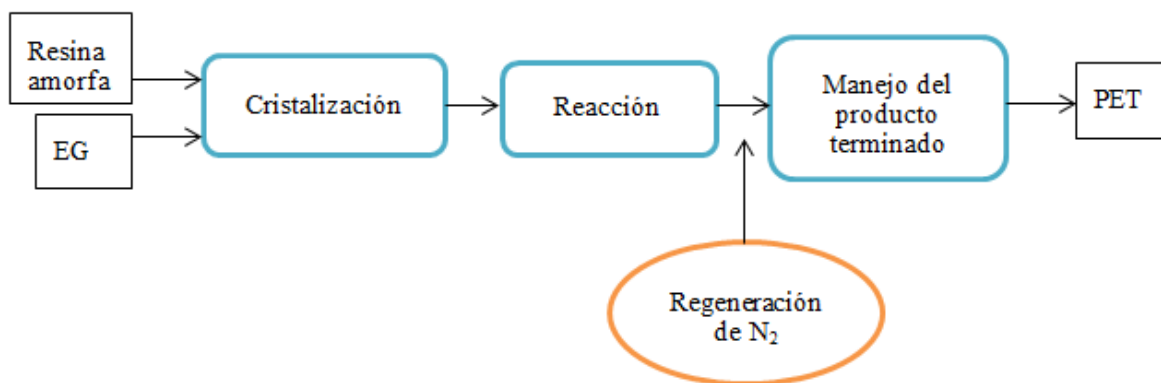 Resina
amorfa
EG
Cristalización
Reacción
Manejo del
producto
terminado
PET
Regeneración
de N₂